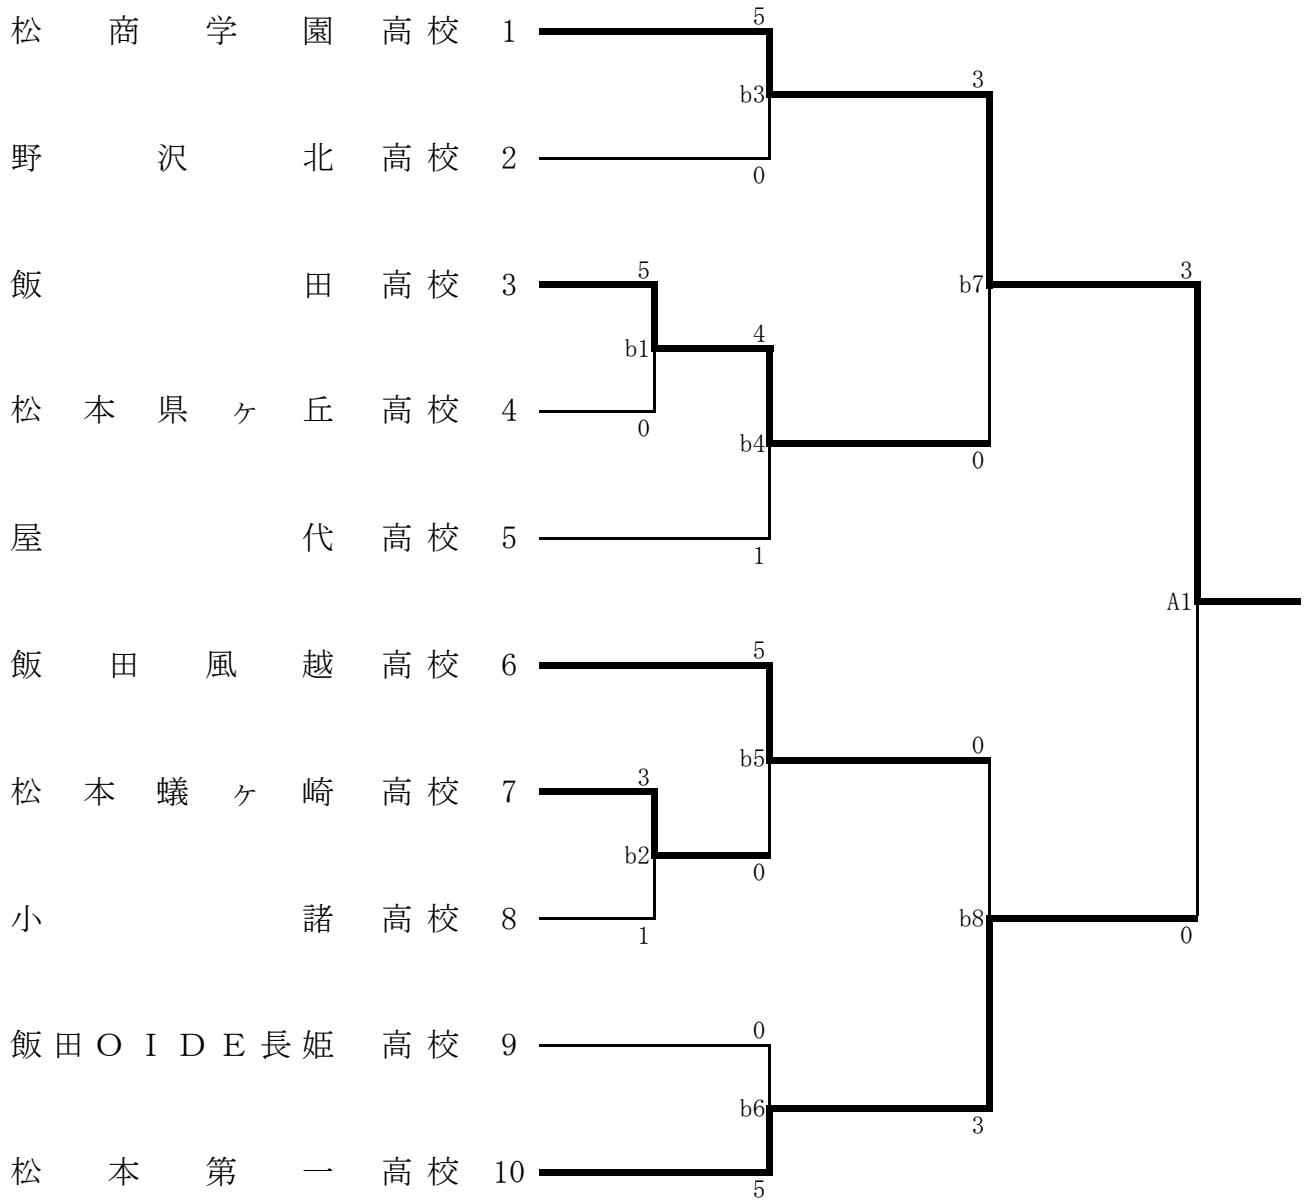 5
松商学園高校 1
3
b3
野沢北高校 2
0
飯田高校 3
5
b7
3
4
b1
松本県ヶ丘高校 4
0
b4
0
屋代高校 5
1
A1
飯田風越高校 6
5
0
b5
松本蟻ヶ崎高校 7
3
b2
0
小諸高校 8
1
b8
0
飯田OIDE長姫高校 9
0
b6
3
松本第一高校 10
5